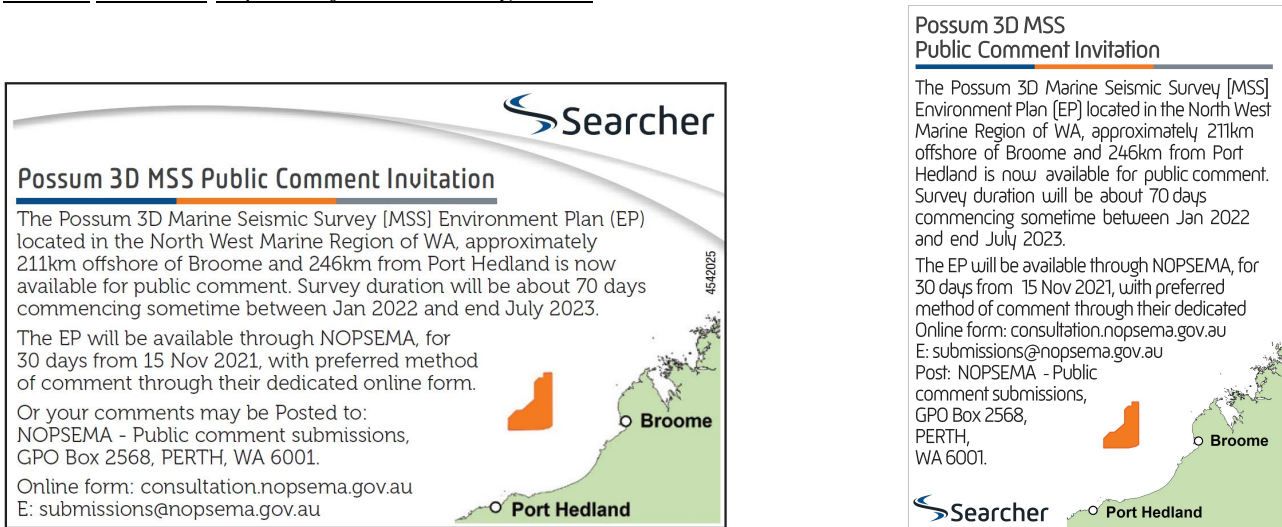 Searcher
Possum 3D MSS Public Comment Invitation
The Possum 3D Marine Seismic Survey [MSS] Environment Plan (EP)
located in the North West Marine Region of WA, approximately
211km offshore of Broome and 246km from Port Hedland is now
available for public comment. Survey duration will be about 70 days
commencing sometime between Jan 2022 and end July 2023.
4542025
The EP will be available through NOPSEMA, for
30 days from 15 Nov 2021, with preferred method
of comment through their dedicated online form.
Or your comments may be Posted to:
NOPSEMA - Public comment submissions,
GPO Box 2568, PERTH, WA 6001.
Online form: consultation.nopsema.gov.au
E: submissions@nopsema.gov.au
Broome
Port Hedland
Possum 3D MSS
Public Comment Invitation
The Possum 3D Marine Seismic Survey [MSS]
Environment Plan (EP) located in the North West
Marine Region of WA, approximately 211km
offshore of Broome and 246km from Port
Hedland is now available for public comment.
Survey duration will be about 70 days
commencing sometime between Jan 2022
and end July 2023.
The EP will be available through NOPSEMA, for
30 days from 15 Nov 2021, with preferred
method of comment through their dedicated
Online form: consultation.nopsema.gov.au
E: submissions@nopsema.gov.au
Post: NOPSEMA - Public
comment submissions,
GPO Box 2568,
PERTH,
WA 6001.
Broome
Searcher
Port Hedland